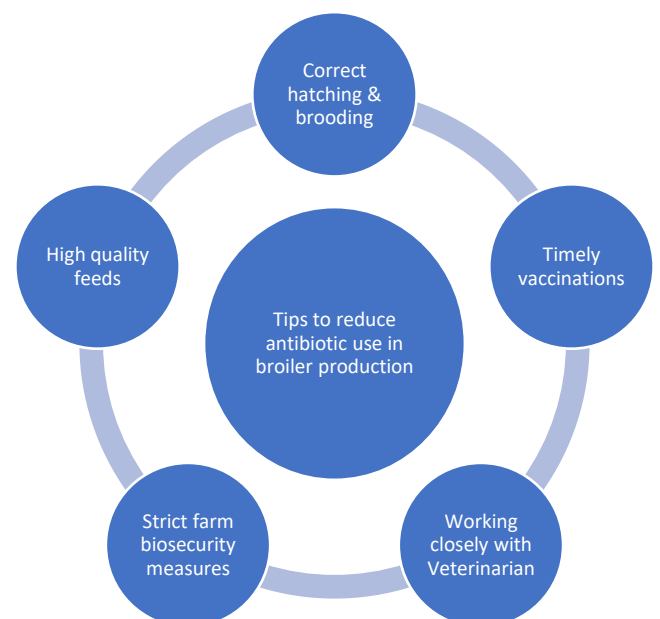 Correct
hatching &
brooding
Timely
vaccinations
Working
closely with
Veterinarian
Strict farm
biosecurity
measures
High quality
feeds
Tips to reduce
antibiotic use in
broiler production